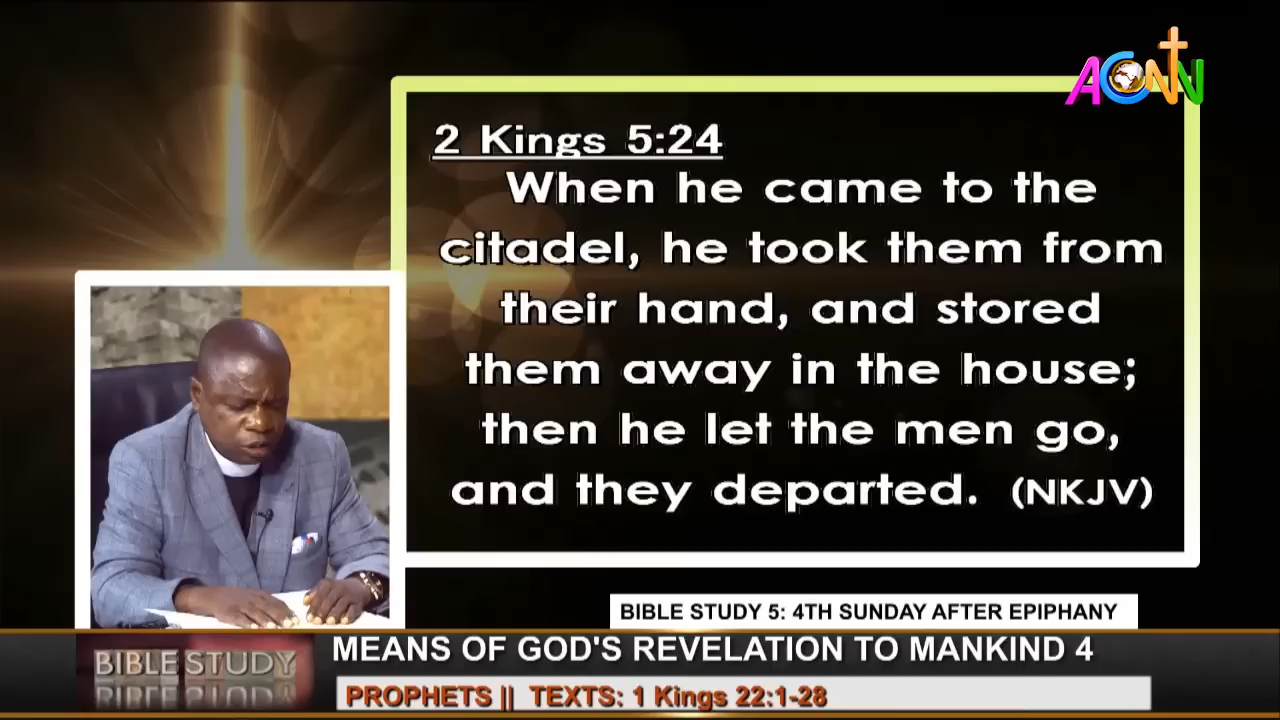 ACNN
2 Kings 5:24
When he came to the
citadel, he took them from
their hand, and stored
them away in the house;
then he let the men go,
and they departed. (NKJV)
BIBLE STUDY 5: 4TH SUNDAY AFTER EPIPHANY
BIBLE STUDY
MEANS OF GOD'S REVELATION TO MANKIND 4
PROPHETS || TEXTS: 1 Kings 22:1-28